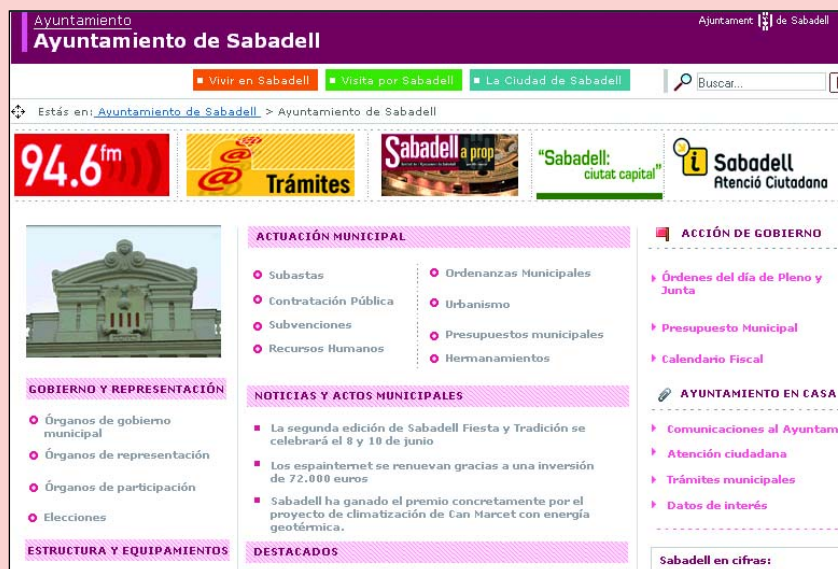 Ayuntamiento
Ayuntamiento de Sabadell
Ajuntament de Sabadell
Vivir en Sabadell
Visita por Sabadell
La Ciudad de Sabadell
Buscar...
Estás en: Ayuntamiento de Sabadell > Ayuntamiento de Sabadell
94.6 fm
@ @ @
Trámites
Sabadell a prop
"Sabadell:
ciutat capital"
i
Sabadell
Atenció Ciutadana
GOBIERNO Y REPRESENTACIÓN
Órganos de gobierno
municipal
Órganos de representación
Órganos de participación
Elecciones
ESTRUCTURA Y EQUIPAMIENTOS
ACTUACIÓN MUNICIPAL
Subastas
Contratación Pública
Subvenciones
Recursos Humanos
Ordenanzas Municipales
Urbanismo
Presupuestos municipales
Hermanamientos
NOTICIAS Y ACTOS MUNICIPALES
La segunda edición de Sabadell Fiesta y Tradición se
celebrará el 8 y 10 de junio
Los espainternet se renuevan gracias a una inversión
de 72.000 euros
Sabadell ha ganado el premio concretamente por el
proyecto de climatización de Can Marcet con energía
geotérmica.
DESTACADOS
ACCIÓN DE GOBIERNO
Órdenes del día de Pleno y
Junta
Presupuesto Municipal
Calendario Fiscal
AYUNTAMIENTO EN CASA
Comunicaciones al Ayuntam
Atención ciudadana
Trámites municipales
Datos de interés
Sabadell en cifras: